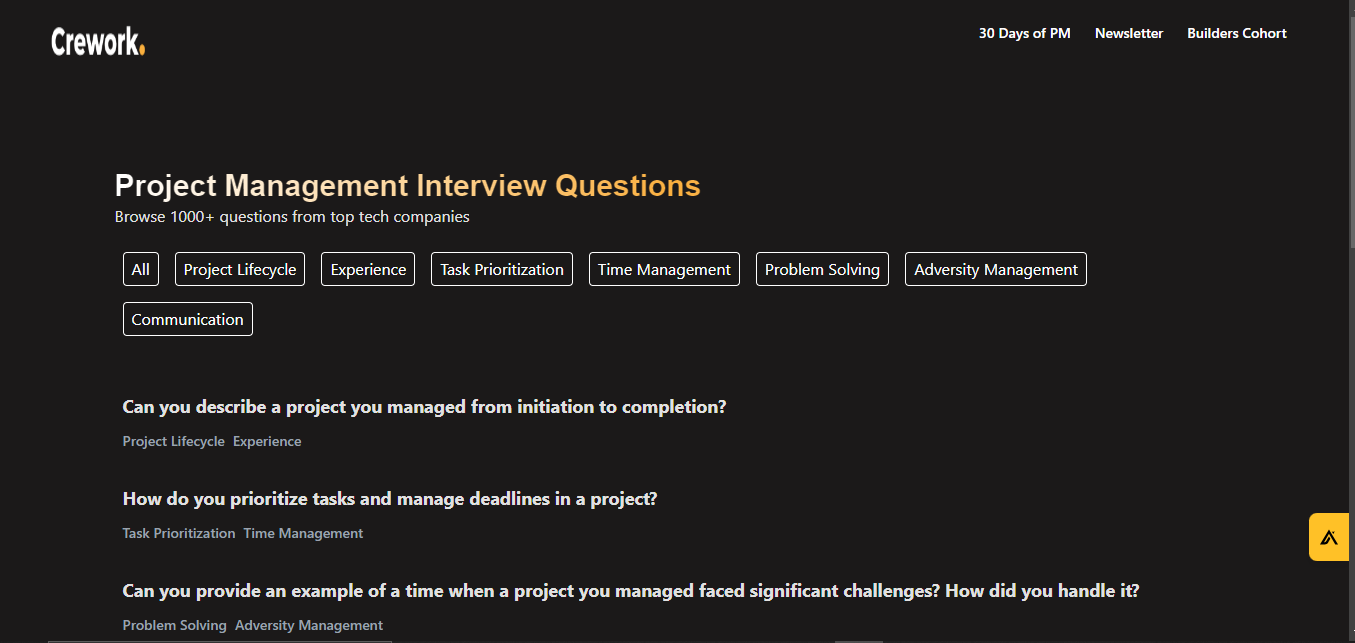 Crework.
30 Days of PM Newsletter Builders Cohort
Project Management Interview Questions
Browse 1000+ questions from top tech companies
All Project Lifecycle Experience Task Prioritization Time Management Problem Solving Adversity Management
Communication
Can you describe a project you managed from initiation to completion?
Project Lifecycle Experience
How do you prioritize tasks and manage deadlines in a project?
Task Prioritization Time Management
Can you provide an example of a time when a project you managed faced significant challenges? How did you handle it?
Problem Solving Adversity Management